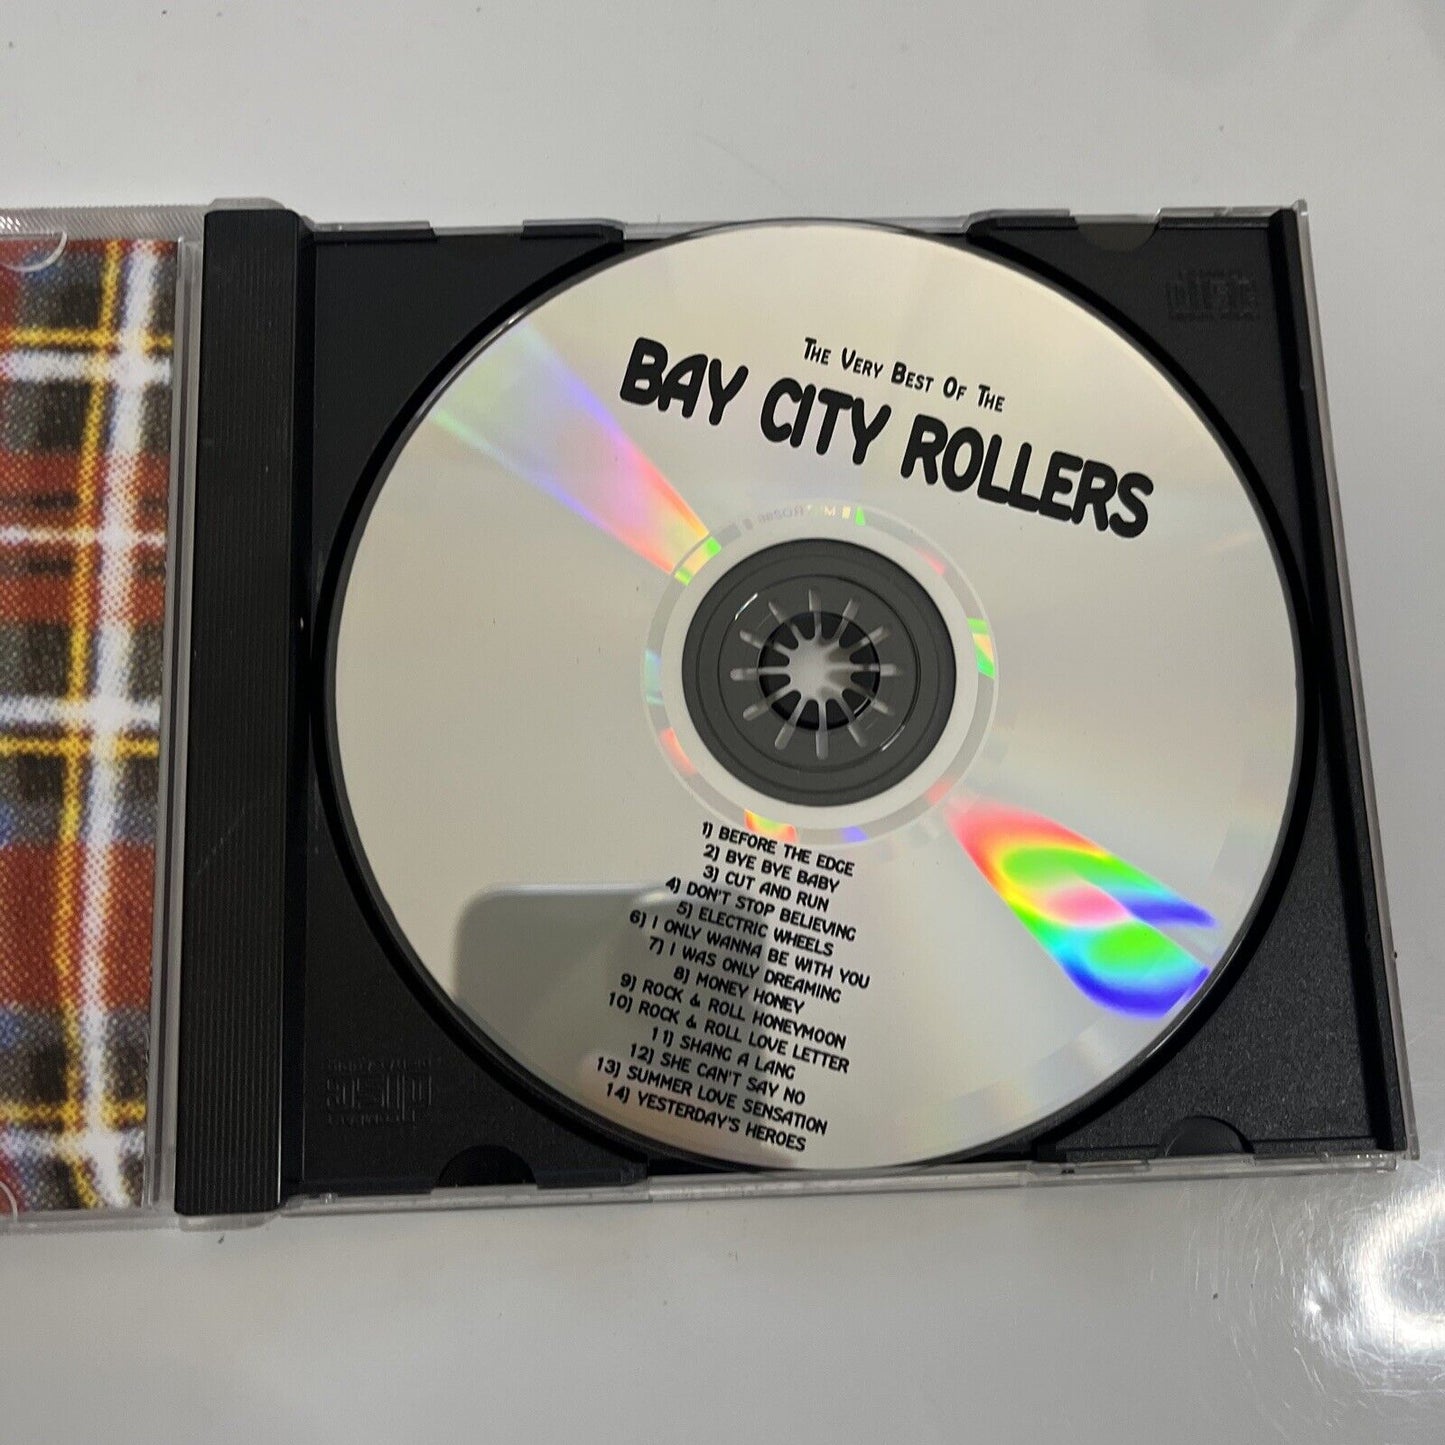 The Very Best Of The
BAY CITY ROLLERS
1) BEFORE THE EDGE
2) BYE BYE BABY
3) CUT AND RUN
4) DON'T STOP BELIEVING
5) ELECTRIC WHEELS
6) I ONLY WANNA BE WITH YOU
7) I WAS ONLY DREAMING
8) MONEY HONEY
9) ROCK & ROLL HONEYMOON
10) ROCK & ROLL LOVE LETTER
11) SHANG A LANG
12) SHE CAN'T SAY NO
13) SUMMER LOVE SENSATION
14) YESTERDAY'S HEROES